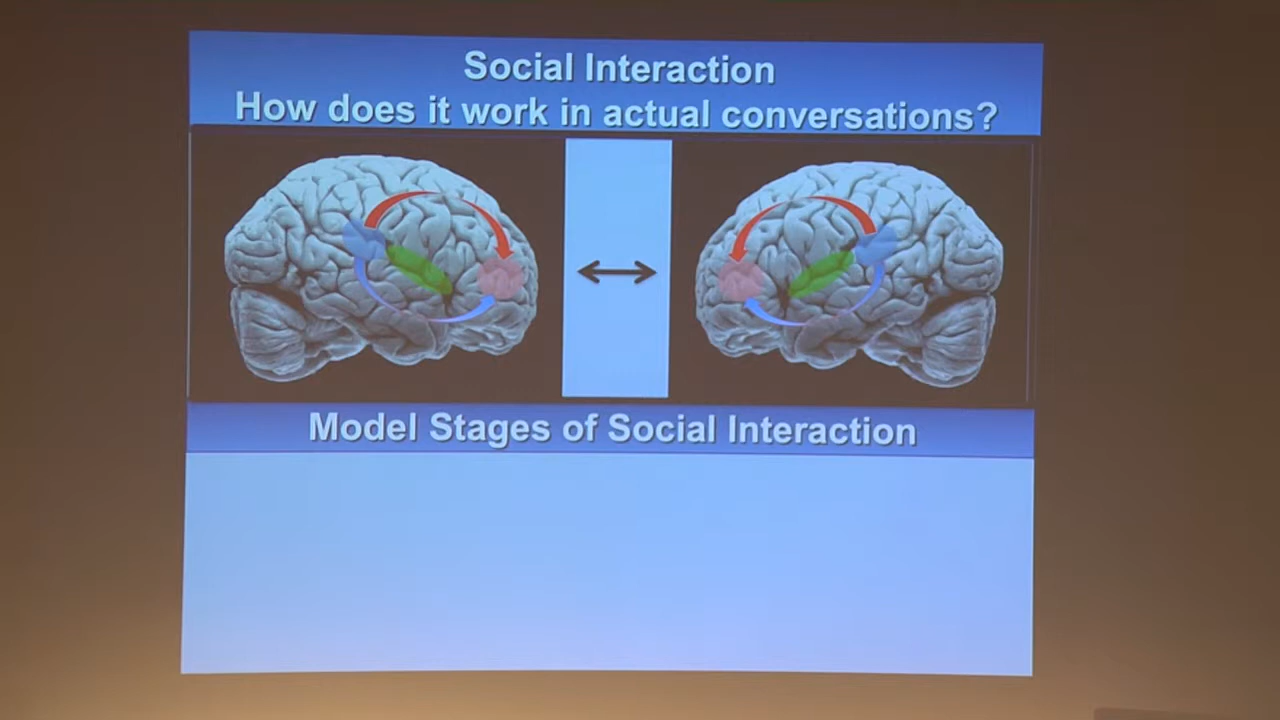 Social Interaction
How does it work in actual conversations?
Model Stages of Social Interaction